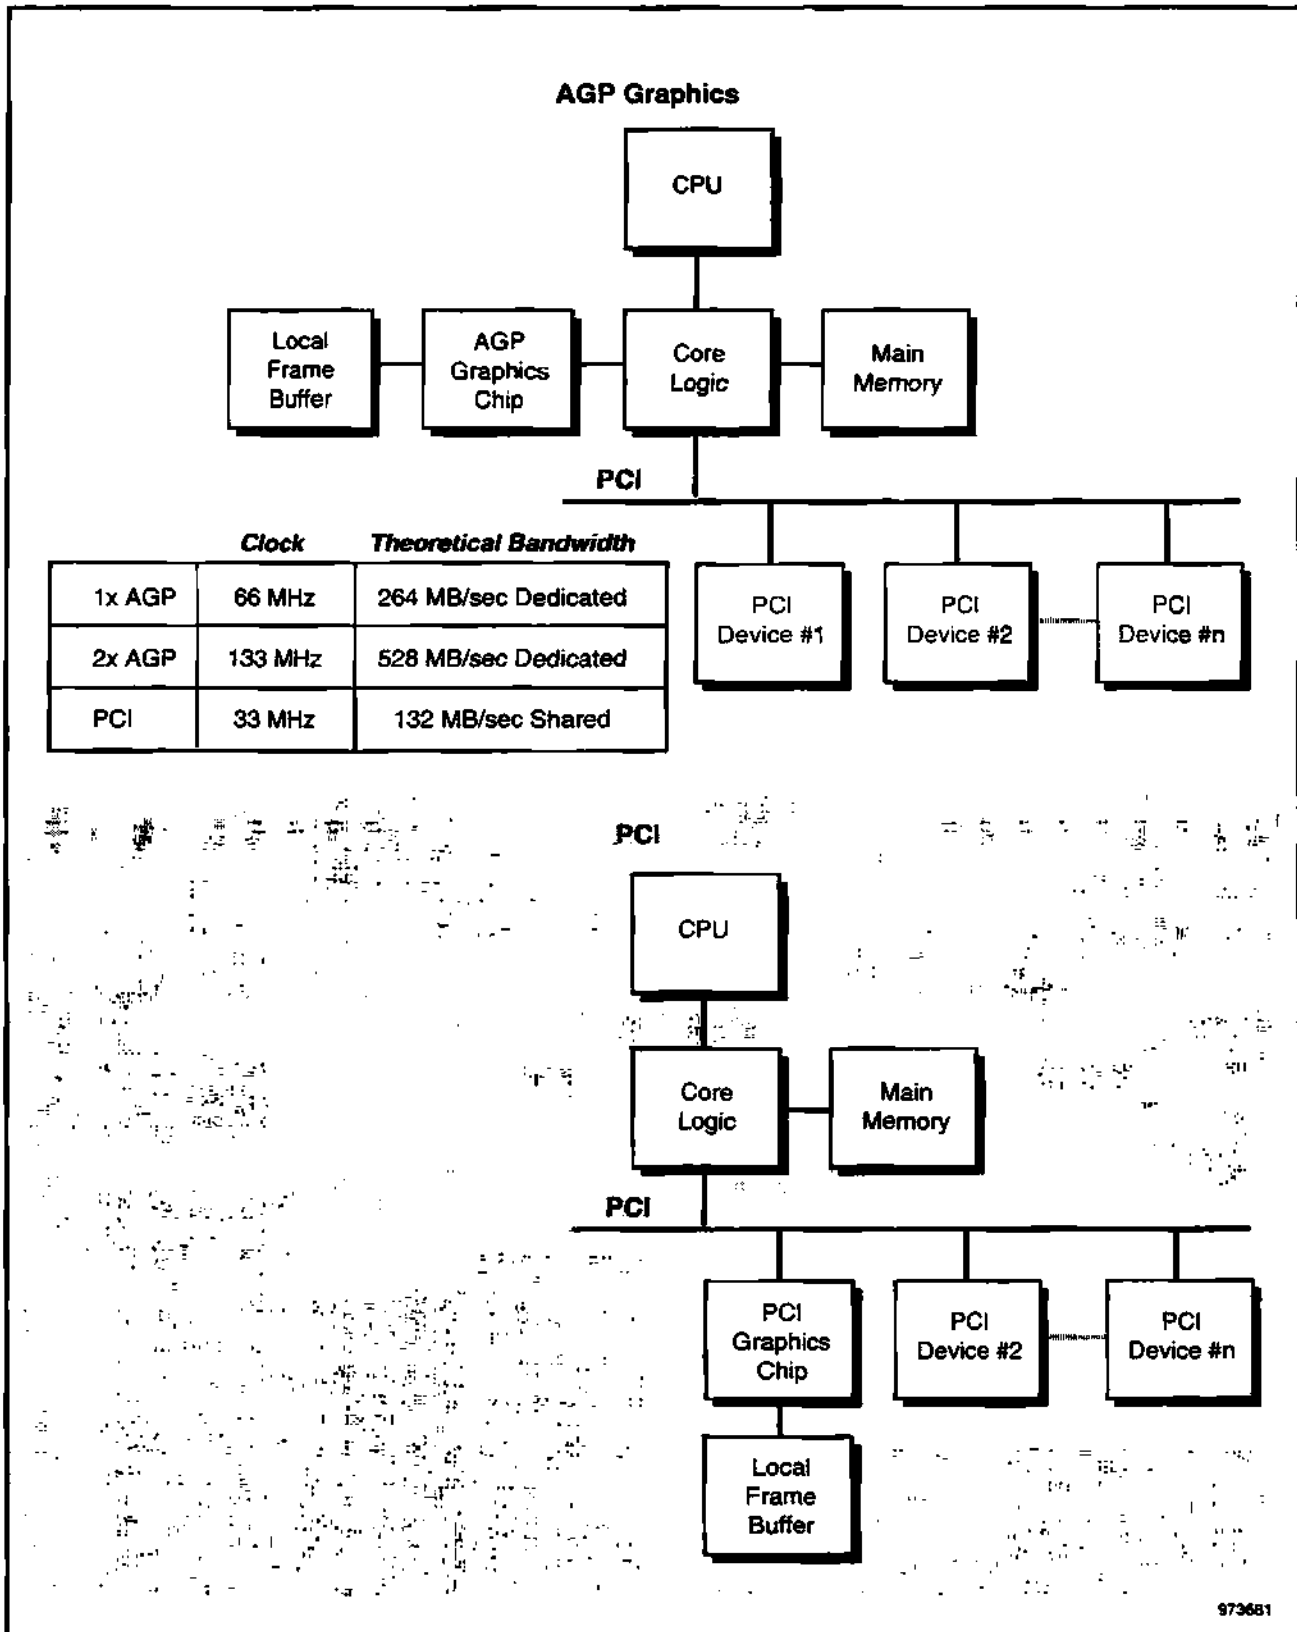 AGP Graphics
CPU
Local
Frame
Buffer
AGP
Graphics
Chip
Core
Logic
Main
Memory
PCI
Clock Theoretical Bandwidth
1x AGP 66 MHz 264 MB/sec Dedicated
2x AGP 133 MHz 528 MB/sec Dedicated
PCI 33 MHz 132 MB/sec Shared
PCI
Device #1
PCI
Device #2
PCI
Device #n
PCI
CPU
Core
Logic
Main
Memory
PCI
PCI
Graphics
Chip
PCI
Device #2
PCI
Device #n
Local
Frame
Buffer
973681